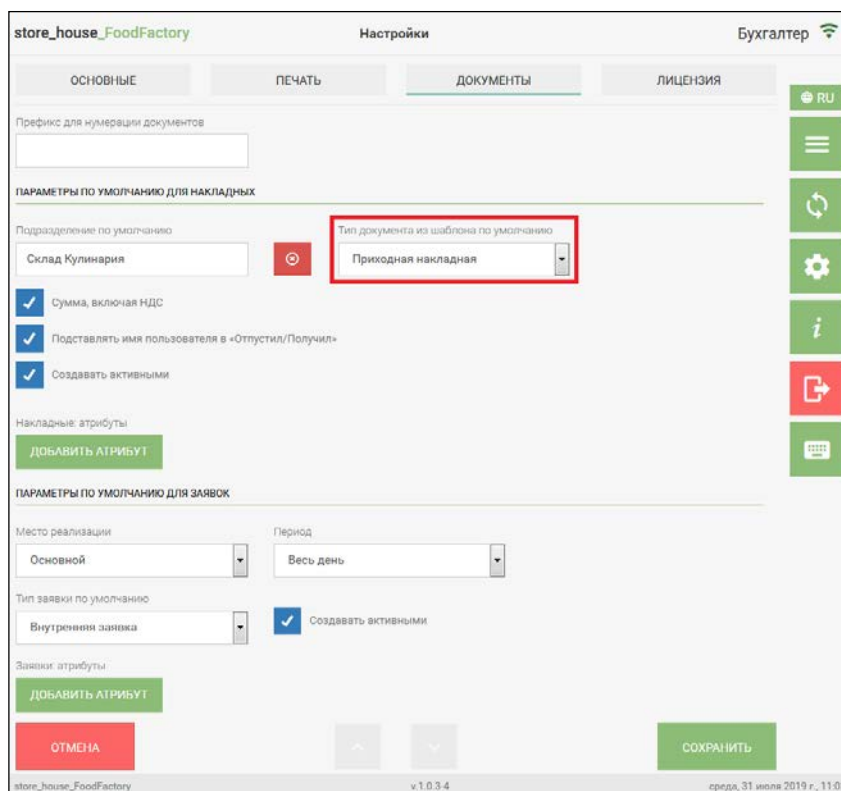 store_house_FoodFactory Настройки Бухгалтер
ОСНОВНЫЕ ПЕЧАТЬ ДОКУМЕНТЫ ЛИЦЕНЗИЯ
RU
Префикс для нумерации документов
ПАРАМЕТРЫ ПО УМОЛЧАНИЮ ДЛЯ НАКЛАДНЫХ
Подразделение по умолчанию Тип документа из шаблона по умолчанию
Склад Кулинария Приходная накладная
Сумма, включая НДС
Подставлять имя пользователя в «Отпустил/Получил»
Создавать активными
Накладные: атрибуты
ДОБАВИТЬ АТРИБУТ
ПАРАМЕТРЫ ПО УМОЛЧАНИЮ ДЛЯ ЗАЯВОК
Место реализации Период
Основной Весь день
Тип заявки по умолчанию
Внутренняя заявка Создавать активными
Заявки: атрибуты
ДОБАВИТЬ АТРИБУТ
ОТМЕНА СОХРАНИТЬ
store_house_FoodFactory v.1.0.3-4 среда, 31 июля 2019 г., 11:0